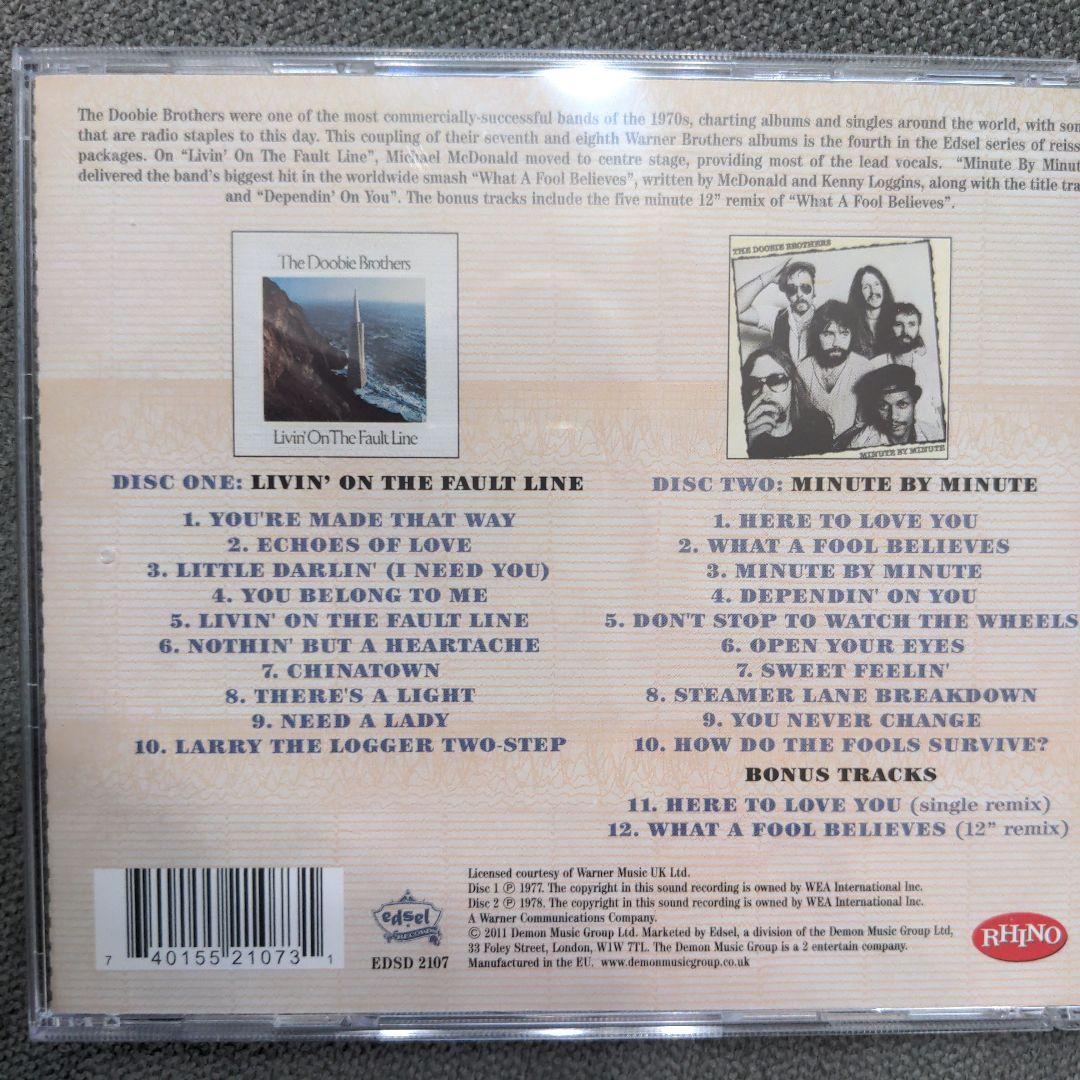 The Doobie Brothers were one of the most commercially-successful bands of the 1970s, charting albums and singles around the world, with
that are radio staples to this day. This coupling of their seventh and eighth Warner Brothers albums is the fourth in the Edsel series of
packages. On “Livin’ On The Fault Line”, Michael McDonald moved to centre stage, providing most of the lead vocals. “Minute By
delivered the band’s biggest hit in the worldwide smash “What A Fool Believes”, written by McDonald and Kenny Loggins, along with the title
and “Dependin’ On You”. The bonus tracks include the five minute 12” remix of “What A Fool Believes”.
The Doobie Brothers
Livin' On The Fault Line
THE DOOBIE BROTHERS
MINUTE BY MINUTE
DISC ONE: LIVIN’ ON THE FAULT LINE
1. YOU'RE MADE THAT WAY
2. ECHOES OF LOVE
3. LITTLE DARLIN' (I NEED YOU)
4. YOU BELONG TO ME
5. LIVIN' ON THE FAULT LINE
6. NOTHIN' BUT A HEARTACHE
7. CHINATOWN
8. THERE'S A LIGHT
9. NEED A LADY
10. LARRY THE LOGGER TWO-STEP
DISC TWO: MINUTE BY MINUTE
1. HERE TO LOVE YOU
2. WHAT A FOOL BELIEVES
3. MINUTE BY MINUTE
4. DEPENDIN' ON YOU
5. DON'T STOP TO WATCH THE WHEELS
6. OPEN YOUR EYES
7. SWEET FEELIN'
8. STEAMER LANE BREAKDOWN
9. YOU NEVER CHANGE
10. HOW DO THE FOOLS SURVIVE?
BONUS TRACKS
11. HERE TO LOVE YOU (single remix)
12. WHAT A FOOL BELIEVES (12” remix)
7 40155 21073 1
edsel
RECORDS
EDSD 2107
Licensed courtesy of Warner Music UK Ltd.
Disc 1 ℗ 1977. The copyright in this sound recording is owned by WEA International Inc.
Disc 2 ℗ 1978. The copyright in this sound recording is owned by WEA International Inc.
A Warner Communications Company.
© 2011 Demon Music Group Ltd. Marketed by Edsel, a division of the Demon Music Group Ltd,
33 Foley Street, London, W1W 7TL. The Demon Music Group is a 2 entertain company.
Manufactured in the EU. www.demonmusicgroup.co.uk
RHINO